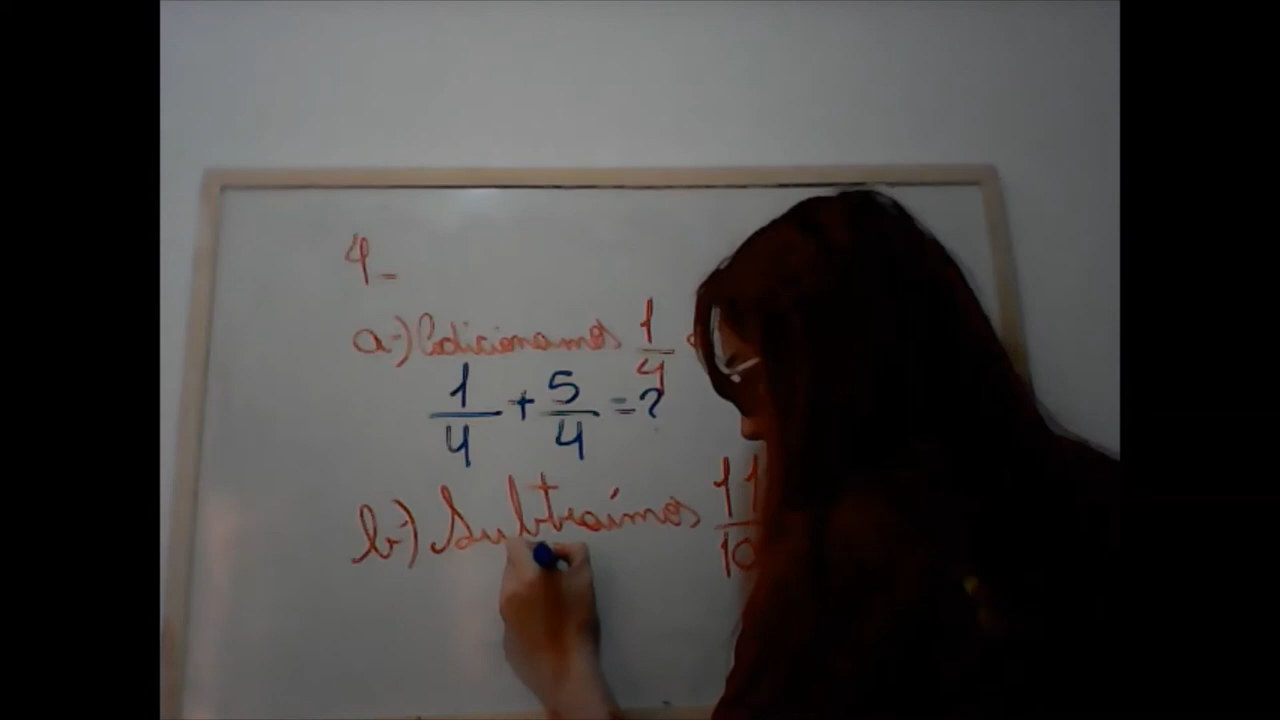 4-
a-) Adicionamos 1/4
1/4 + 5/4 = ?
b-) Subtraímos 11/10